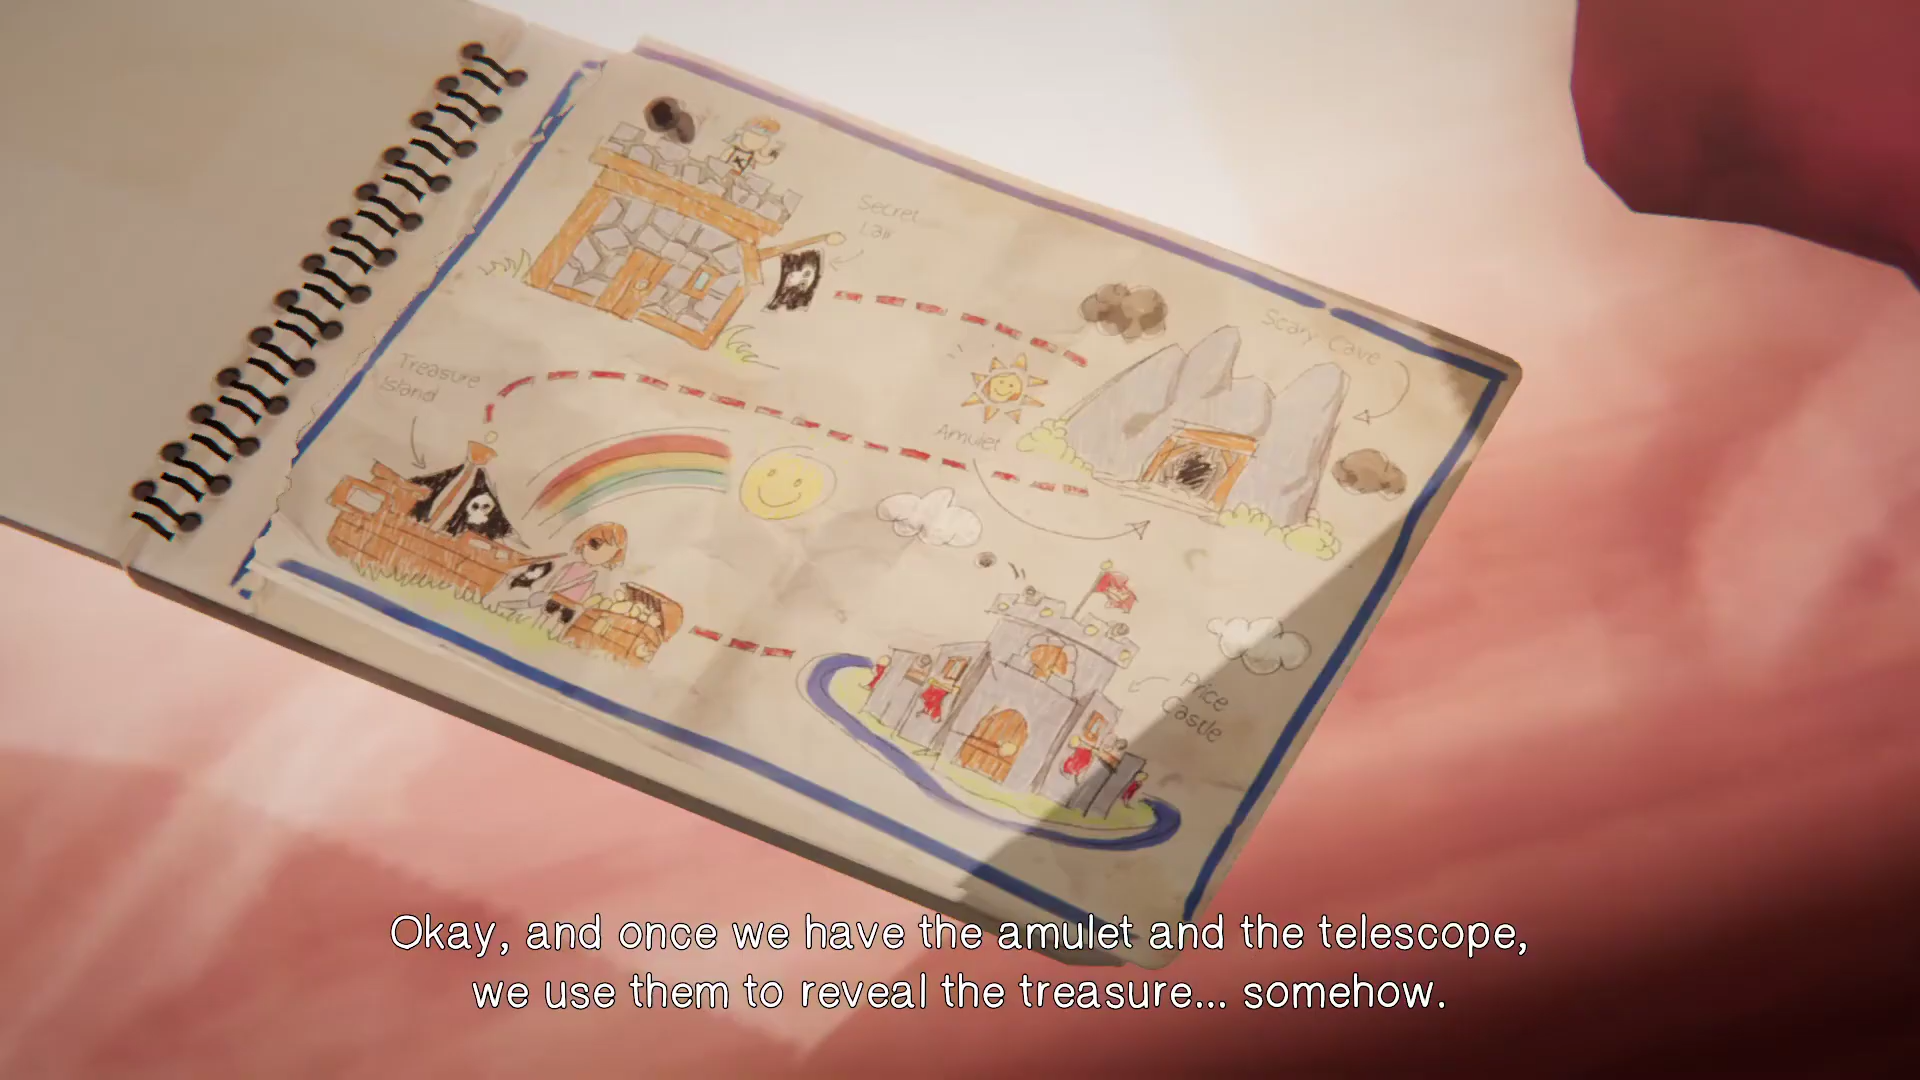 Secret
Lair
Scary Cave
Treasure
Island
Amulet
Price
Castle
Okay, and once we have the amulet and the telescope,
we use them to reveal the treasure... somehow.